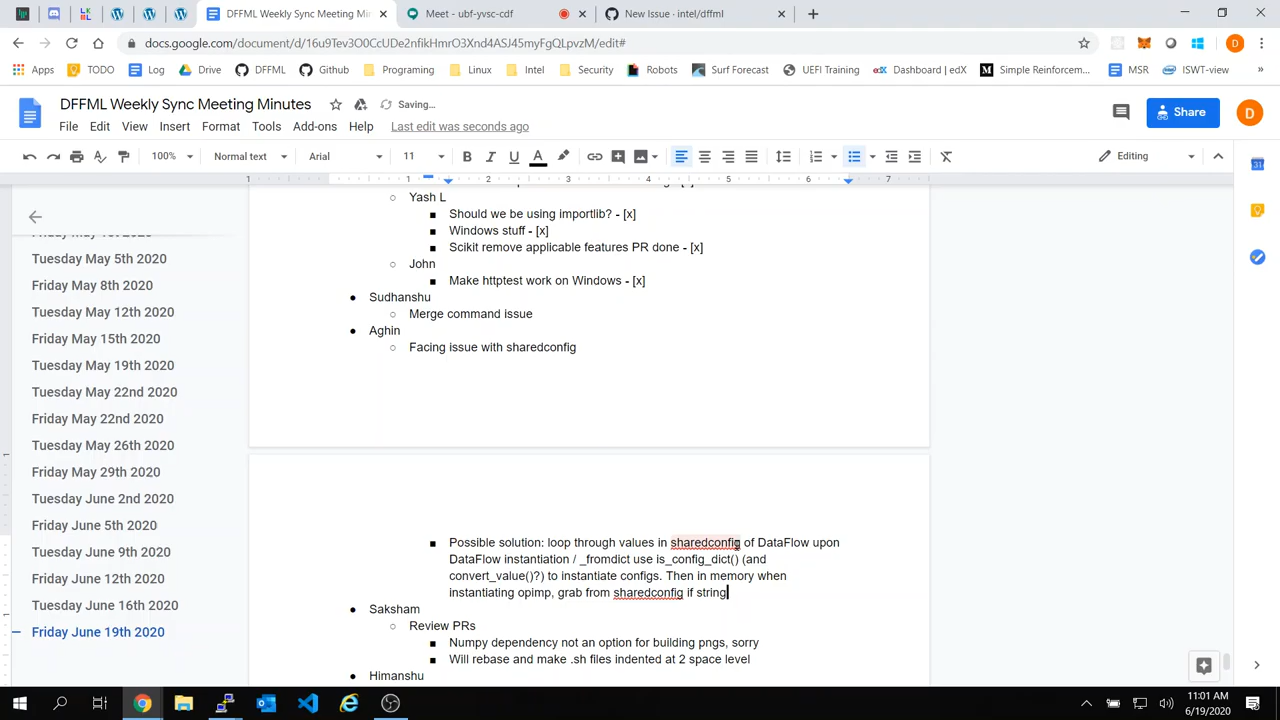 DFFML Weekly Sync Meeting Min
Meet - ubf-yvsc-cdf
New Issue · intel/dffml
docs.google.com/document/d/16u9Tev3O0CcUDe2nfikHmrO3Xnd4ASJ45myFgQLpvzM/edit#
D
Apps
TODO
Log
Drive
DFFML
Github
Programming
Linux
Intel
Security
Robots
Surf Forecast
UEFI Training
Dashboard | edX
Simple Reinforcem...
MSR
ISWT-view
»
DFFML Weekly Sync Meeting Minutes
Saving...
File Edit View Insert Format Tools Add-ons Help Last edit was seconds ago
Share
D
100%
Normal text
Arial
11
B I U A
Editing
1 1 2 3 4 5 6 7
Tuesday May 5th 2020
Friday May 8th 2020
Tuesday May 12th 2020
Friday May 15th 2020
Tuesday May 19th 2020
Tuesday May 22nd 2020
Friday May 22nd 2020
Tuesday May 26th 2020
Friday May 29th 2020
Tuesday June 2nd 2020
Friday June 5th 2020
Tuesday June 9th 2020
Friday June 12th 2020
Tuesday June 16th 2020
Friday June 19th 2020
Yash L
Should we be using importlib? - [x]
Windows stuff - [x]
Scikit remove applicable features PR done - [x]
John
Make httptest work on Windows - [x]
Sudhanshu
Merge command issue
Aghin
Facing issue with sharedconfig
Possible solution: loop through values in sharedconfig of DataFlow upon
DataFlow instantiation / _fromdict use is_config_dict() (and
convert_value()?) to instantiate configs. Then in memory when
instantiating opimp, grab from sharedconfig if string
Saksham
Review PRs
Numpy dependency not an option for building pngs, sorry
Will rebase and make .sh files indented at 2 space level
Himanshu
11:01 AM
6/19/2020